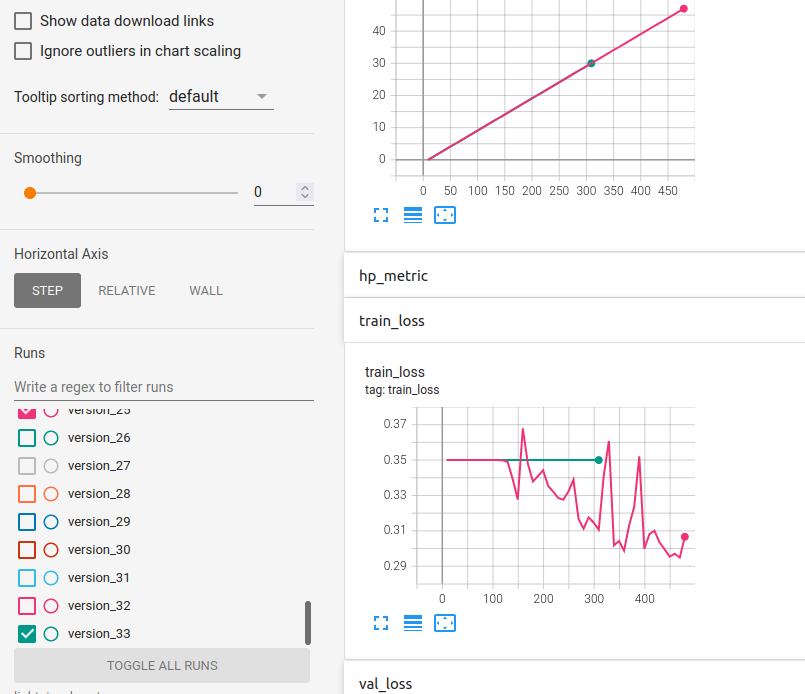 Show data download links
Ignore outliers in chart scaling
Tooltip sorting method: default
Smoothing
0
Horizontal Axis
STEP RELATIVE WALL
Runs
Write a regex to filter runs
version_25
version_26
version_27
version_28
version_29
version_30
version_31
version_32
version_33
TOGGLE ALL RUNS
40
30
20
10
0
0 50 100 150 200 250 300 350 400 450
hp_metric
train_loss
train_loss
tag: train_loss
0.37
0.35
0.33
0.31
0.29
0 100 200 300 400
val_loss